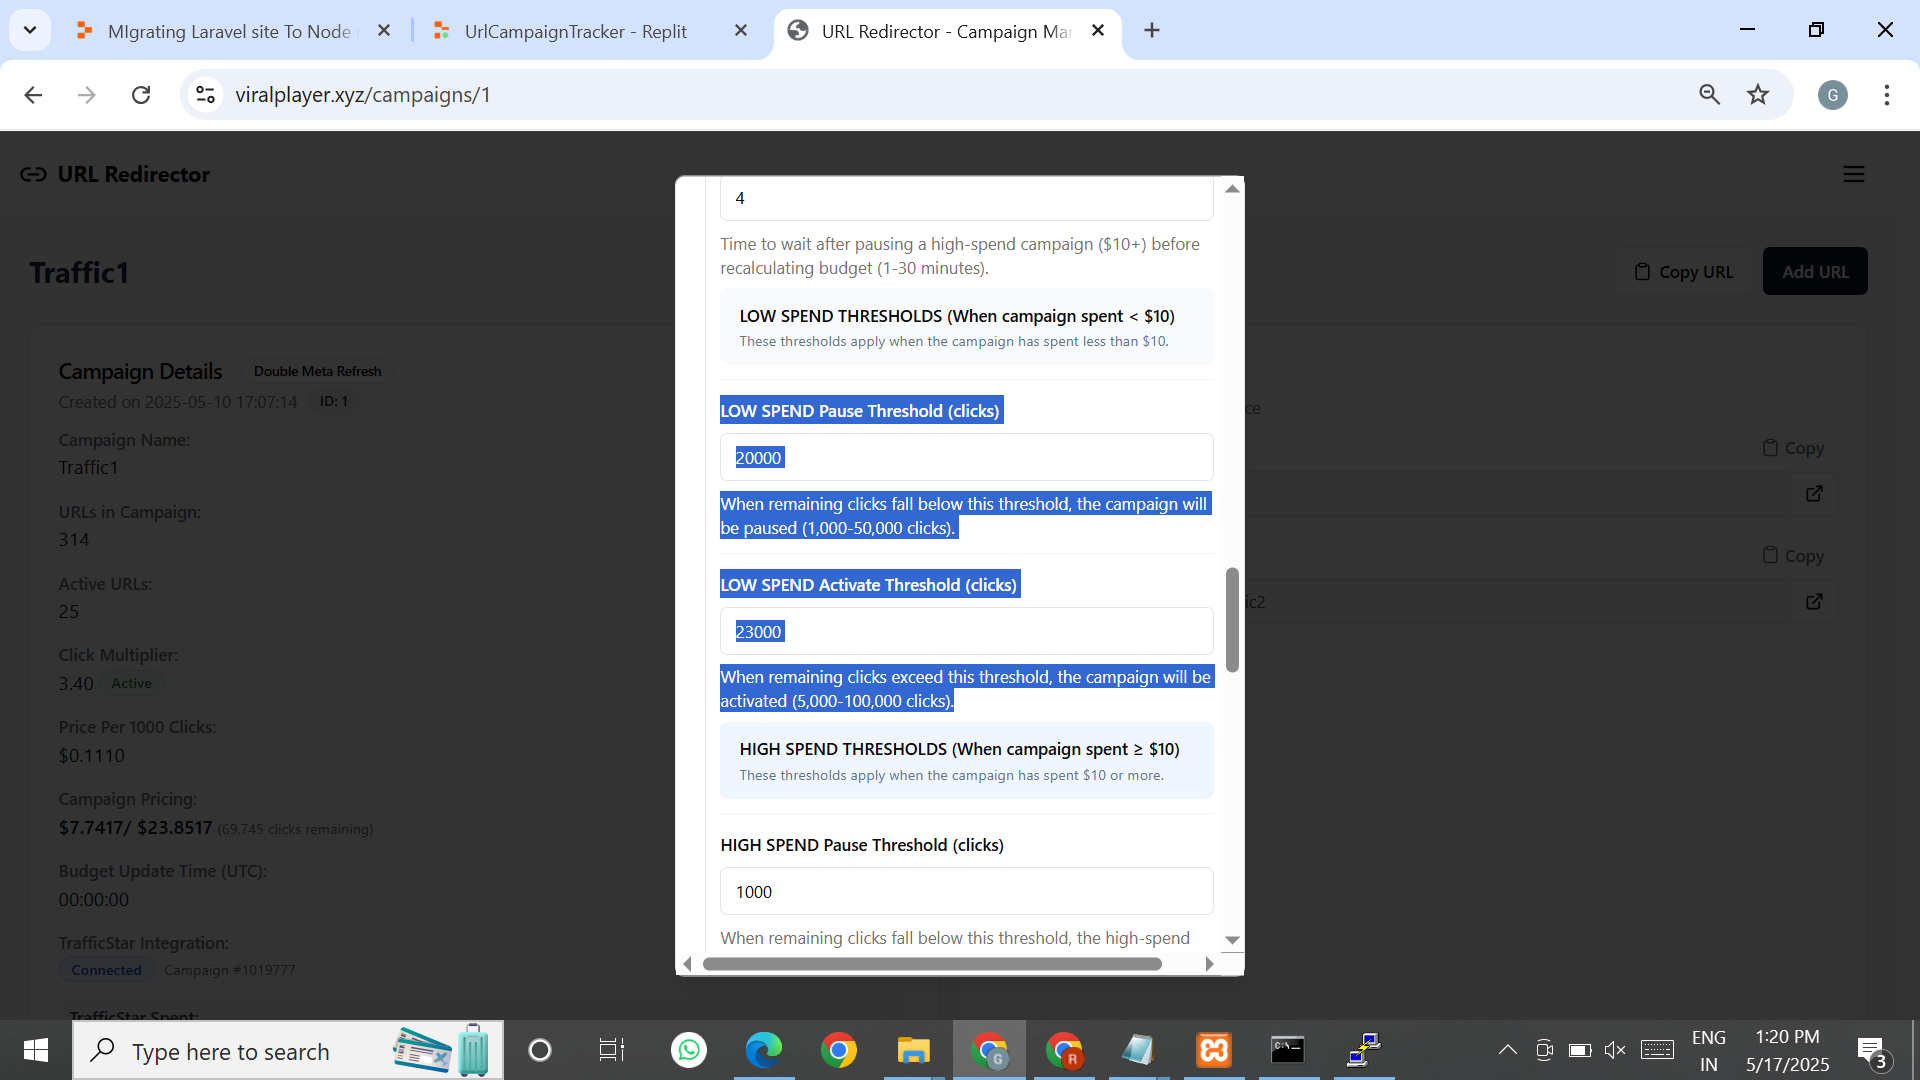 MIgrating Laravel site To Node
UrlCampaignTracker - Replit
URL Redirector - Campaign Ma
viralplayer.xyz/campaigns/1
G
URL Redirector
Traffic1
Copy URL
Add URL
Campaign Details
Double Meta Refresh
Created on 2025-05-10 17:07:14
ID: 1
Campaign Name:
Traffic1
URLs in Campaign:
314
Active URLs:
25
Click Multiplier:
3.40
Active
Price Per 1000 Clicks:
$0.1110
Campaign Pricing:
$7.7417/ $23.8517 (69,745 clicks remaining)
Budget Update Time (UTC):
00:00:00
TrafficStar Integration:
Connected
Campaign #1019777
TrafficStar Spent:
4
Time to wait after pausing a high-spend campaign ($10+) before
recalculating budget (1-30 minutes).
LOW SPEND THRESHOLDS (When campaign spent < $10)
These thresholds apply when the campaign has spent less than $10.
LOW SPEND Pause Threshold (clicks)
20000
When remaining clicks fall below this threshold, the campaign will
be paused (1,000-50,000 clicks).
LOW SPEND Activate Threshold (clicks)
23000
When remaining clicks exceed this threshold, the campaign will be
activated (5,000-100,000 clicks).
HIGH SPEND THRESHOLDS (When campaign spent ≥ $10)
These thresholds apply when the campaign has spent $10 or more.
HIGH SPEND Pause Threshold (clicks)
1000
When remaining clicks fall below this threshold, the high-spend
ce
Copy
Copy
ic2
Type here to search
G
R
C:\
ENG
IN
1:20 PM
5/17/2025
3